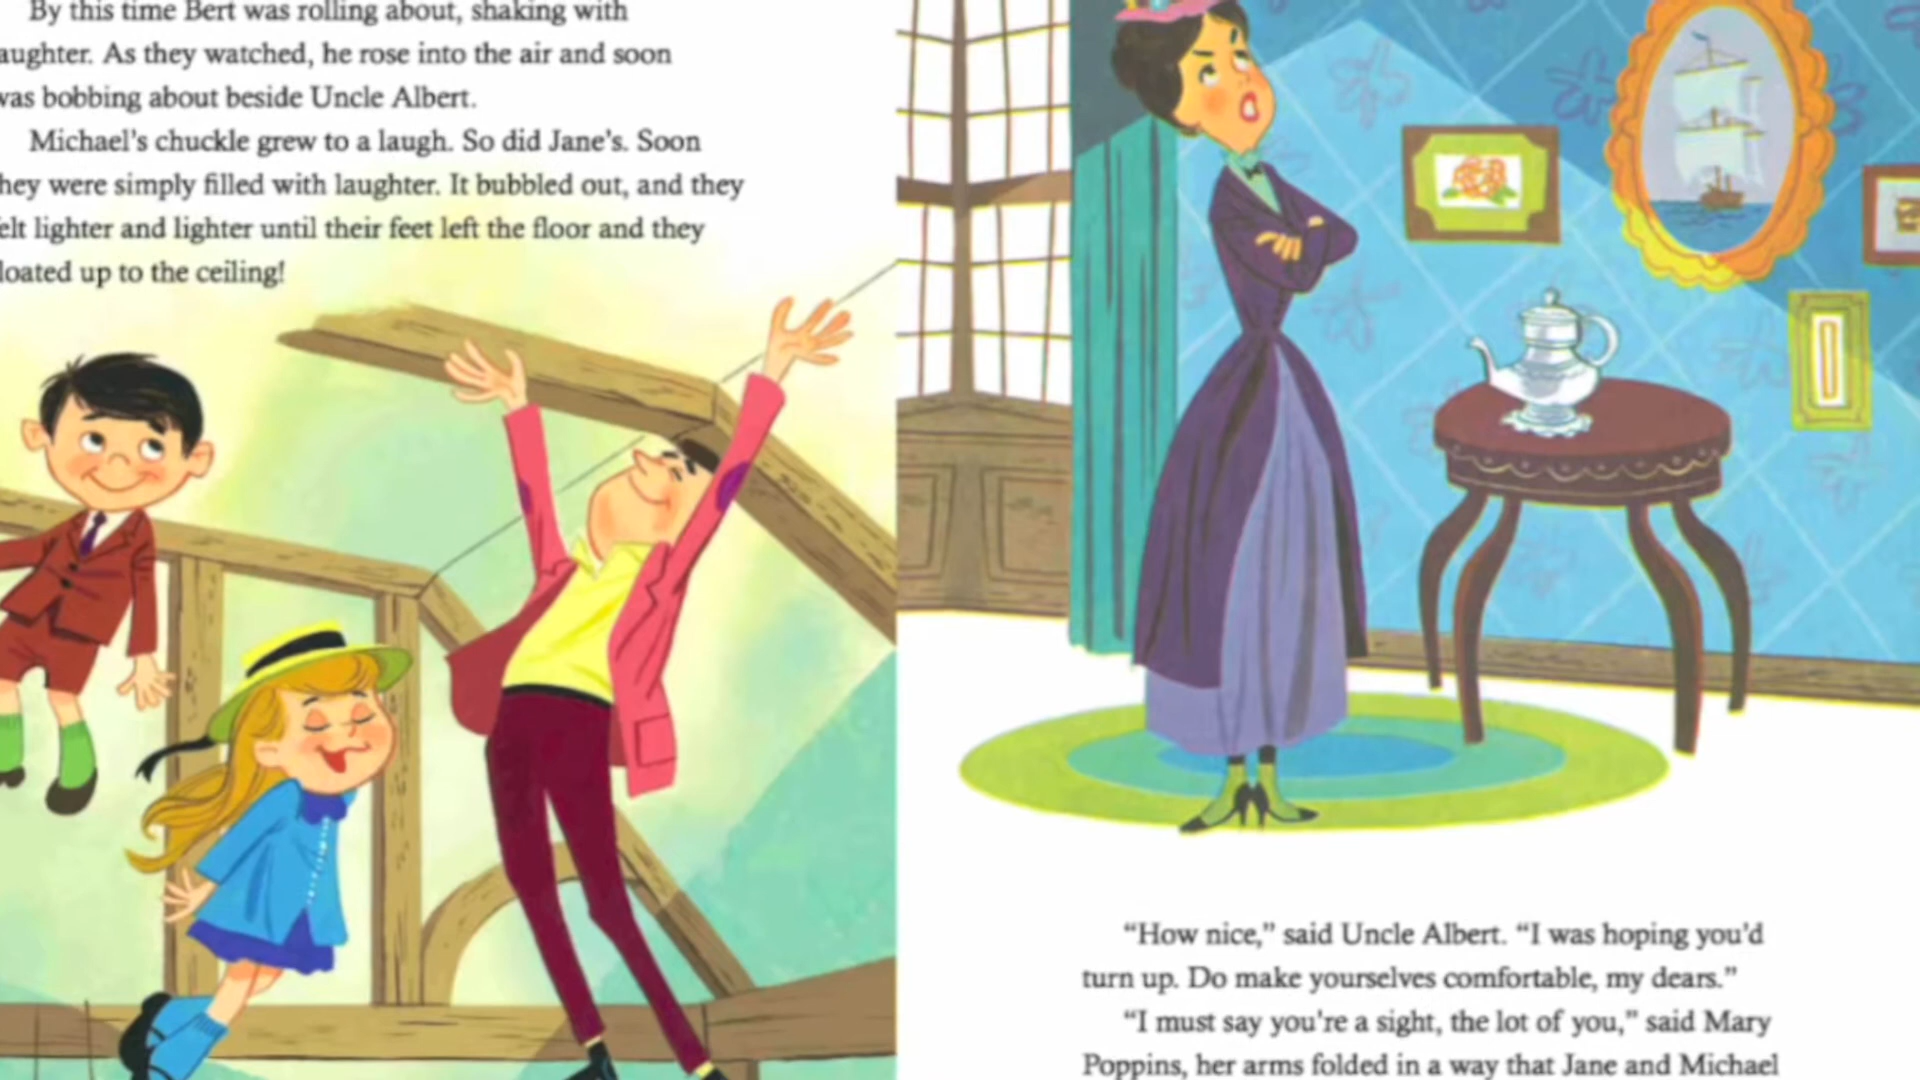 By this time Bert was rolling about, shaking with
aughter. As they watched, he rose into the air and soon
was bobbing about beside Uncle Albert.
Michael's chuckle grew to a laugh. So did Jane's. Soon
hey were simply filled with laughter. It bubbled out, and they
elt lighter and lighter until their feet left the floor and they
loated up to the ceiling!
“How nice,” said Uncle Albert. “I was hoping you'd
turn up. Do make yourselves comfortable, my dears.”
“I must say you're a sight, the lot of you,” said Mary
Poppins, her arms folded in a way that Jane and Michael